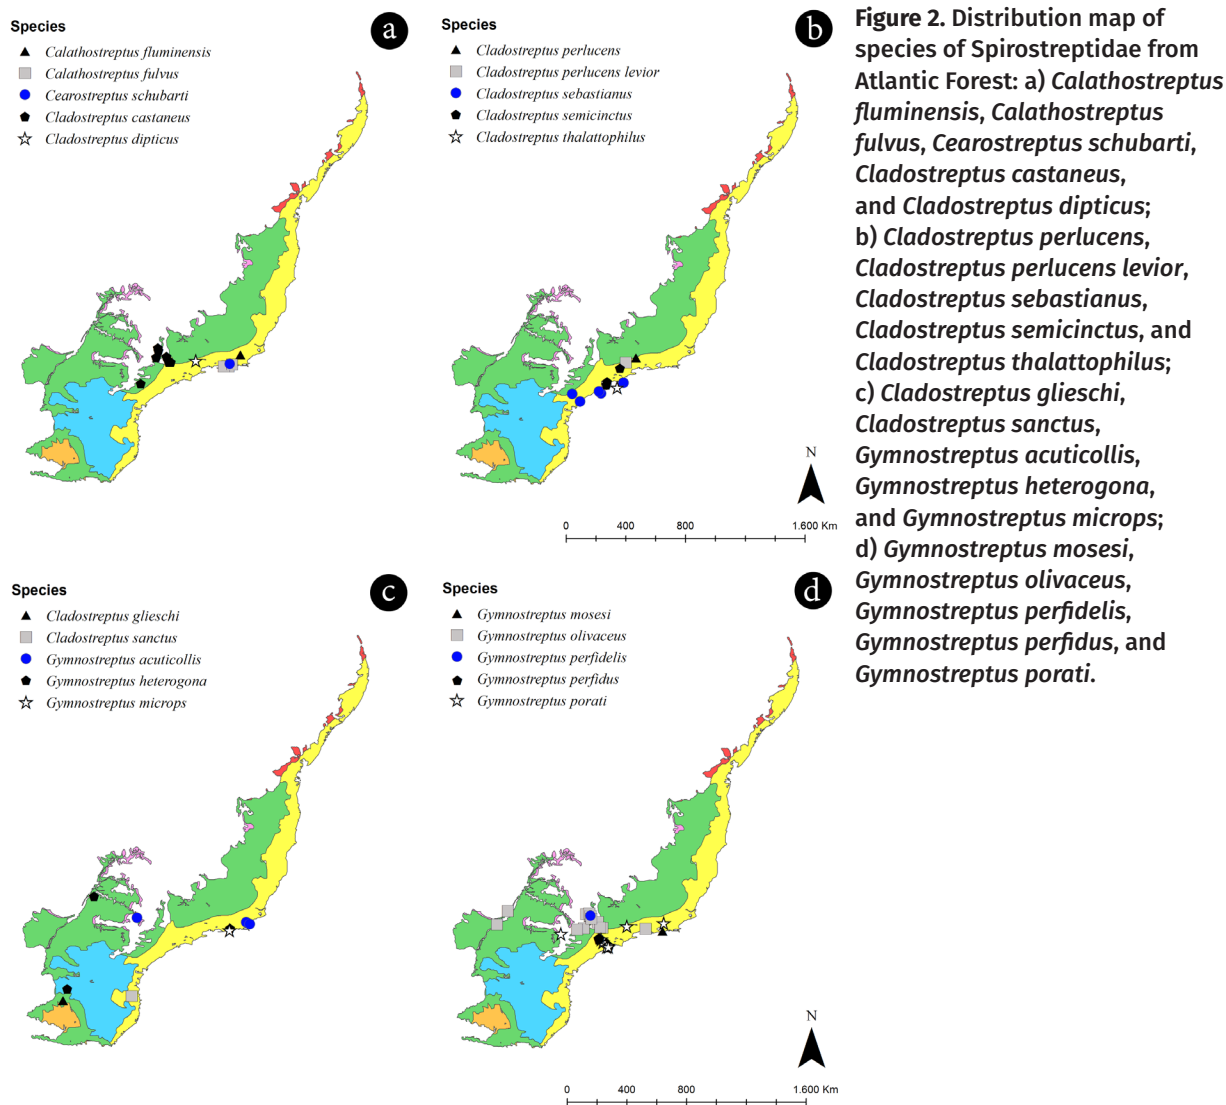 Species
Calathostreptus fluminensis
Calathostreptus fulvus
Cearostreptus schubarti
Cladostreptus castaneus
Cladostreptus dipticus
a
Species
Cladostreptus perlucens
Cladostreptus perlucens levior
Cladostreptus sebastianus
Cladostreptus semicinctus
Cladostreptus thalattophilus
b
N
0 400 800 1.600 Km
Species
Cladostreptus glieschi
Cladostreptus sanctus
Gymnostreptus acuticollis
Gymnostreptus heterogona
Gymnostreptus microps
c
Species
Gymnostreptus mosesi
Gymnostreptus olivaceus
Gymnostreptus perfidelis
Gymnostreptus perfidus
Gymnostreptus porati
d
N
0 400 800 1.600 Km
Figure 2. Distribution map of
species of Spirostreptidae from
Atlantic Forest: a) Calathostreptus
fluminensis, Calathostreptus
fulvus, Cearostreptus schubarti,
Cladostreptus castaneus,
and Cladostreptus dipticus;
b) Cladostreptus perlucens,
Cladostreptus perlucens levior,
Cladostreptus sebastianus,
Cladostreptus semicinctus, and
Cladostreptus thalattophilus;
c) Cladostreptus glieschi,
Cladostreptus sanctus,
Gymnostreptus acuticollis,
Gymnostreptus heterogona,
and Gymnostreptus microps;
d) Gymnostreptus mosesi,
Gymnostreptus olivaceus,
Gymnostreptus perfidelis,
Gymnostreptus perfidus, and
Gymnostreptus porati.